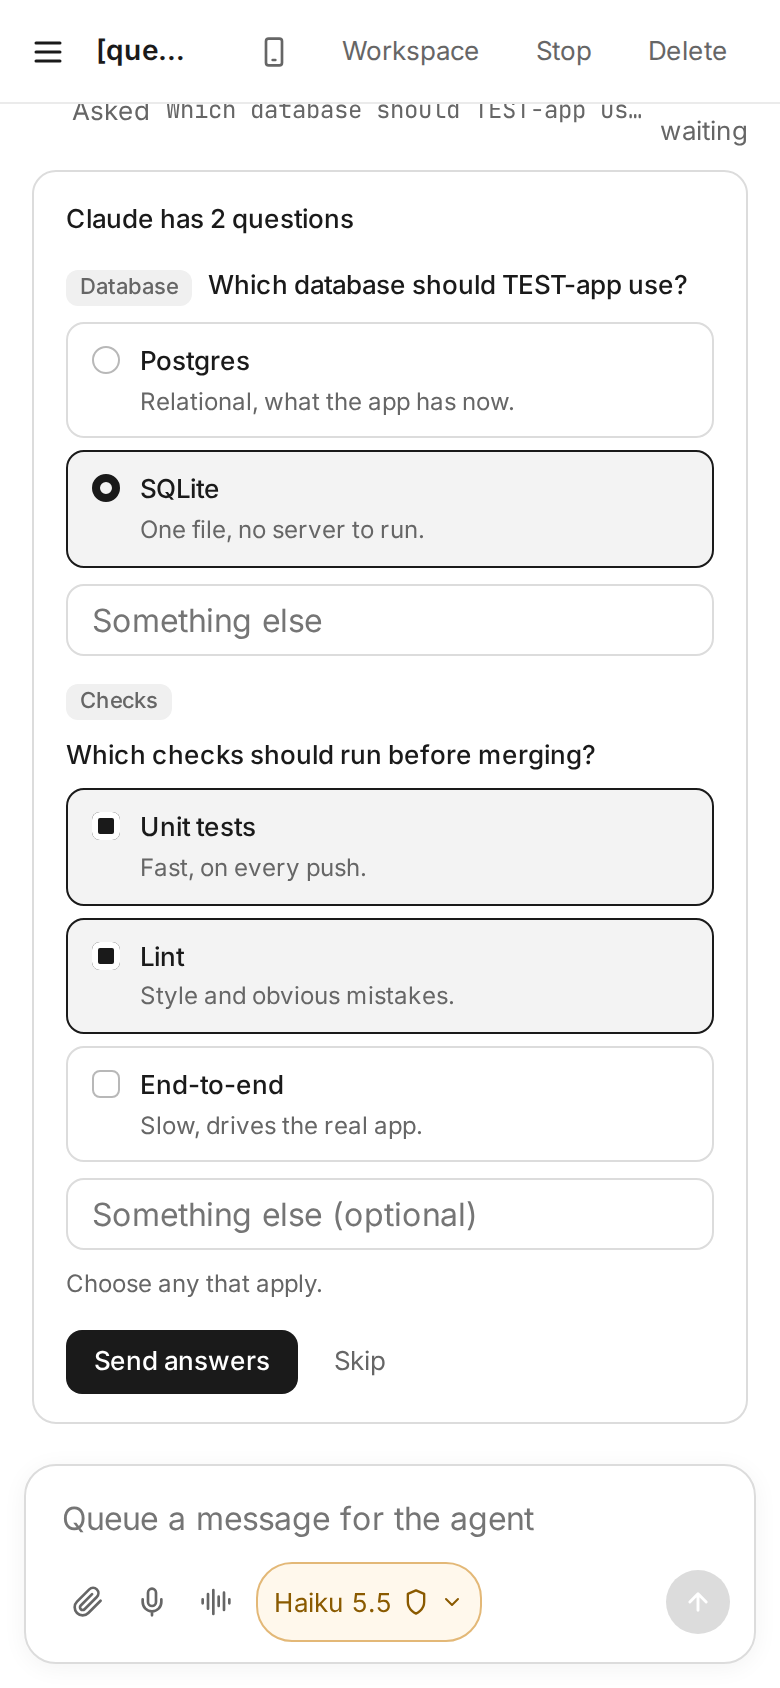 [que...
Workspace
Stop
Delete
Asked Which database should TEST-app us…
waiting
Claude has 2 questions
Database
Which database should TEST-app use?
Postgres
Relational, what the app has now.
SQLite
One file, no server to run.
Something else
Checks
Which checks should run before merging?
Unit tests
Fast, on every push.
Lint
Style and obvious mistakes.
End-to-end
Slow, drives the real app.
Something else (optional)
Choose any that apply.
Send answers
Skip
Queue a message for the agent
Haiku 5.5